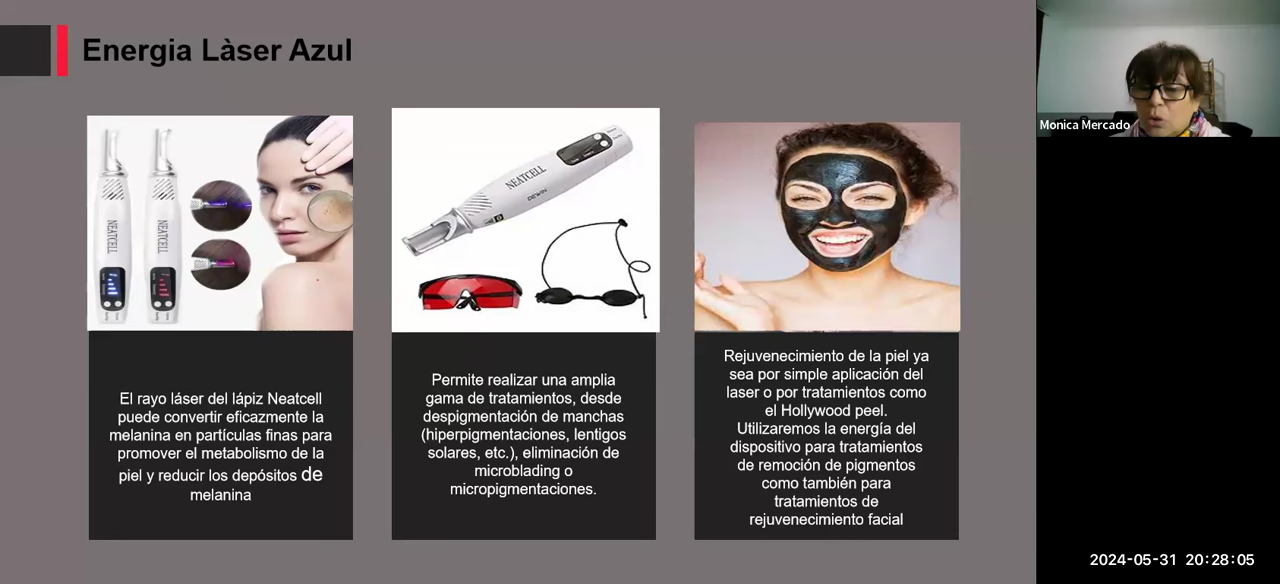 Energia Làser Azul
NEATCELL
NEATCELL
NEATCELL
DEWIN
El rayo láser del lápiz Neatcell
puede convertir eficazmente la
melanina en partículas finas para
promover el metabolismo de la
piel y reducir los depósitos de
melanina
Permite realizar una amplia
gama de tratamientos, desde
despigmentación de manchas
(hiperpigmentaciones, lentigos
solares, etc.), eliminación de
microblading o
micropigmentaciones.
Rejuvenecimiento de la piel ya
sea por simple aplicación del
laser o por tratamientos como
el Hollywood peel.
Utilizaremos la energía del
dispositivo para tratamientos
de remoción de pigmentos
como también para
tratamientos de
rejuvenecimiento facial
Monica Mercado
2024-05-31 20:28:05